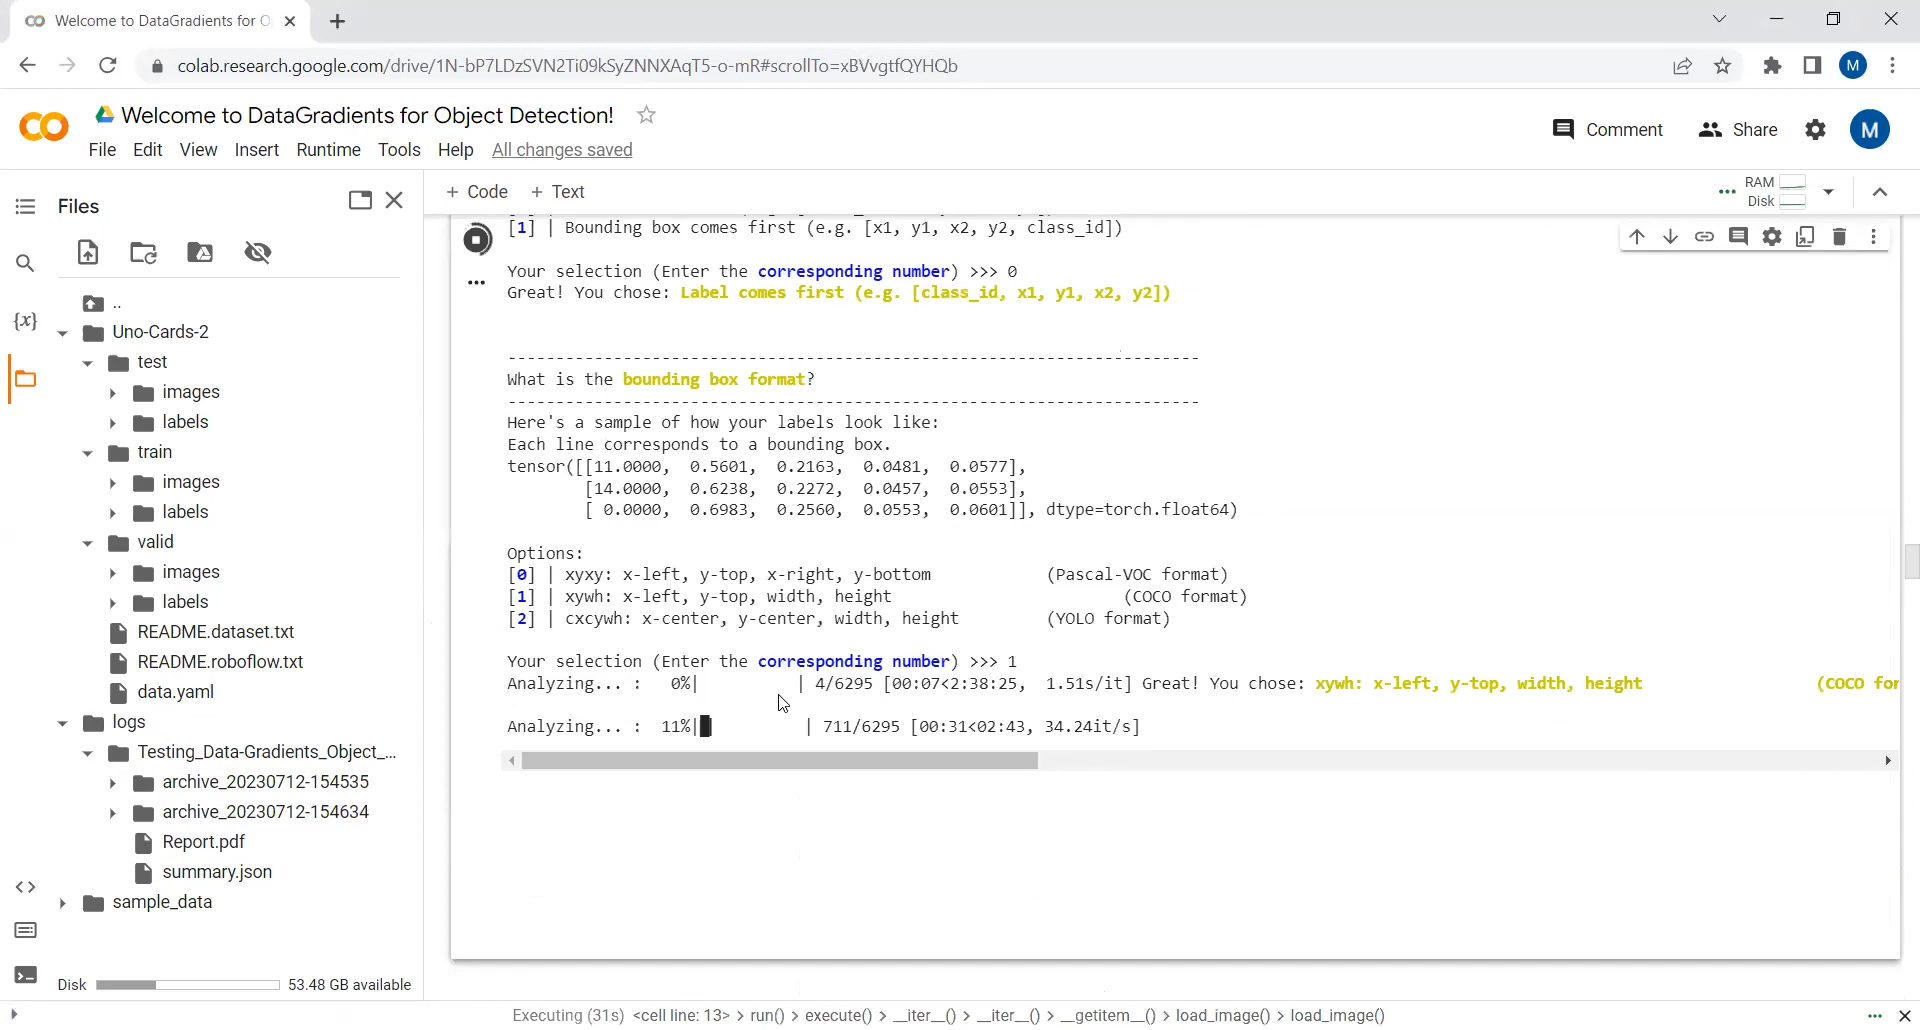 Welcome to DataGradients for O
colab.research.google.com/drive/1N-bP7LDzSVN2Ti09kSyZNNXAqT5-o-mR#scrollTo=xBVvgtfQYHQb
M
Welcome to DataGradients for Object Detection!
File Edit View Insert Runtime Tools Help All changes saved
Comment Share M
Files
+ Code + Text
RAM
Disk
{x}
..
Uno-Cards-2
test
images
labels
train
images
labels
valid
images
labels
README.dataset.txt
README.roboflow.txt
data.yaml
logs
Testing_Data-Gradients_Object_...
archive_20230712-154535
archive_20230712-154634
Report.pdf
summary.json
sample_data
Disk 53.48 GB available
[1] | Bounding box comes first (e.g. [x1, y1, x2, y2, class_id])
Your selection (Enter the corresponding number) >>> 0
Great! You chose: Label comes first (e.g. [class_id, x1, y1, x2, y2])
--------------------------------------------------------------------------------
What is the bounding box format?
--------------------------------------------------------------------------------
Here's a sample of how your labels look like:
Each line corresponds to a bounding box.
tensor([[11.0000, 0.5601, 0.2163, 0.0481, 0.0577],
[14.0000, 0.6238, 0.2272, 0.0457, 0.0553],
[ 0.0000, 0.6983, 0.2560, 0.0553, 0.0601]], dtype=torch.float64)
Options:
[0] | xyxy: x-left, y-top, x-right, y-bottom (Pascal-VOC format)
[1] | xywh: x-left, y-top, width, height (COCO format)
[2] | cxcywh: x-center, y-center, width, height (YOLO format)
Your selection (Enter the corresponding number) >>> 1
Analyzing... : 0%| | 4/6295 [00:07<2:38:25, 1.51s/it] Great! You chose: xywh: x-left, y-top, width, height (COCO for
Analyzing... : 11%|█ | 711/6295 [00:31<02:43, 34.24it/s]
Executing (31s) <cell line: 13> > run() > execute() > __iter__() > __iter__() > __getitem__() > load_image() > load_image()